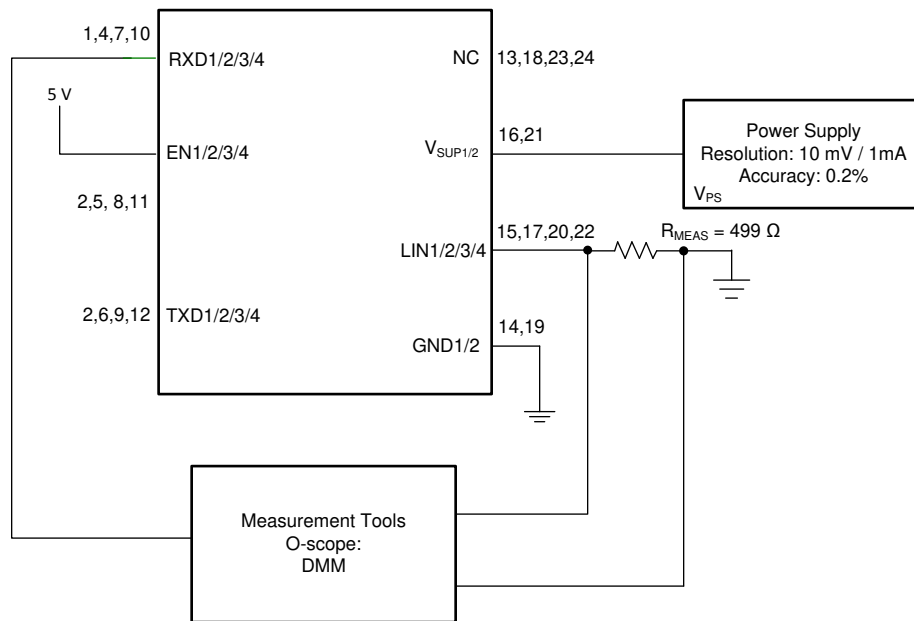 1,4,7,10
RXD1/2/3/4
NC
13,18,23,24
5 V
EN1/2/3/4
VSUP1/2
16,21
Power Supply
Resolution: 10 mV / 1mA
Accuracy: 0.2%
VPS
2,5, 8,11
LIN1/2/3/4
15,17,20,22
RMEAS = 499 Ω
2,6,9,12
TXD1/2/3/4
GND1/2
14,19
Measurement Tools
O-scope:
DMM